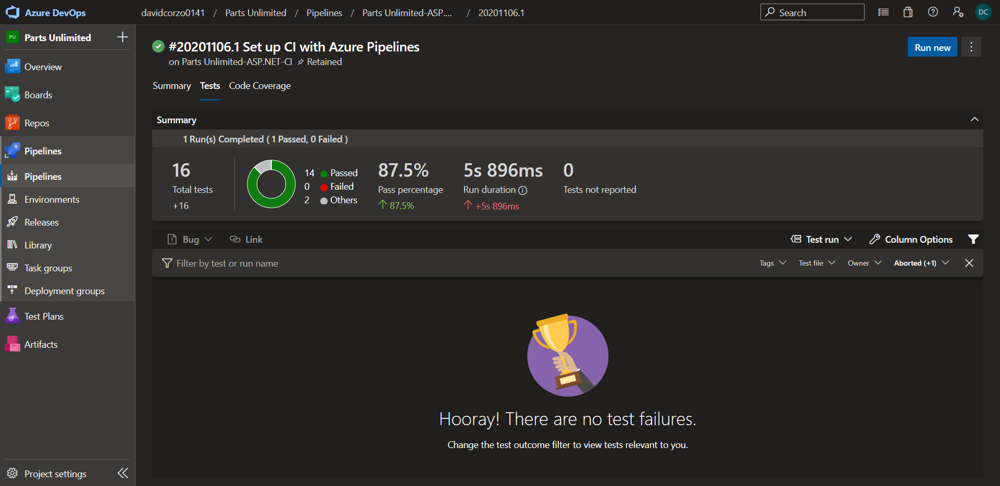 Azure DevOps
davidcorzo0141 / Parts Unlimited / Pipelines / Parts Unlimited-ASP.... / 20201106.1
Search
DC
PU Parts Unlimited
Overview
Boards
Repos
Pipelines
Pipelines
Environments
Releases
Library
Task groups
Deployment groups
Test Plans
Artifacts
Project settings
#20201106.1 Set up CI with Azure Pipelines
on Parts Unlimited-ASP.NET-CI Retained
Run new
Summary Tests Code Coverage
Summary
1 Run(s) Completed ( 1 Passed, 0 Failed )
16
Total tests
+16
14 Passed
0 Failed
2 Others
87.5%
Pass percentage
87.5%
5s 896ms
Run duration
+5s 896ms
0
Tests not reported
Bug Link Test run Column Options
Filter by test or run name Tags Test file Owner Aborted (+1)
Hooray! There are no test failures.
Change the test outcome filter to view tests relevant to you.